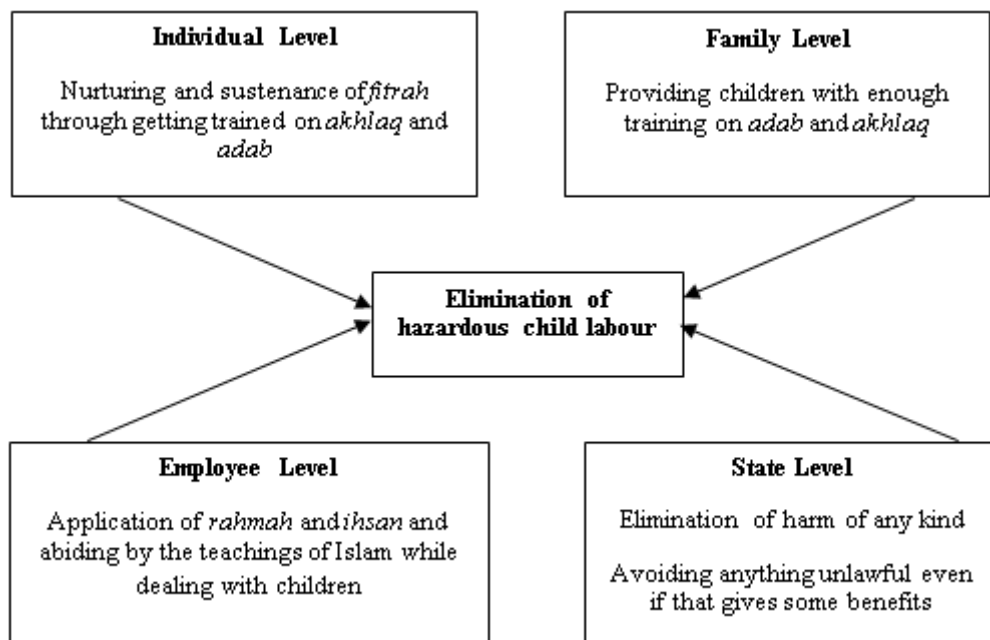 Individual Level
Nurturing and sustenance of fitrah
through getting trained on akhlaq and
adab
Family Level
Providing children with enough
training on adab and akhlaq
Elimination of
hazardous child labour
Employee Level
Application of rahmah and ihsan and
abiding by the teachings of Islam while
dealing with children
State Level
Elimination of harm of any kind
Avoiding anything unlawful even
if that gives some benefits